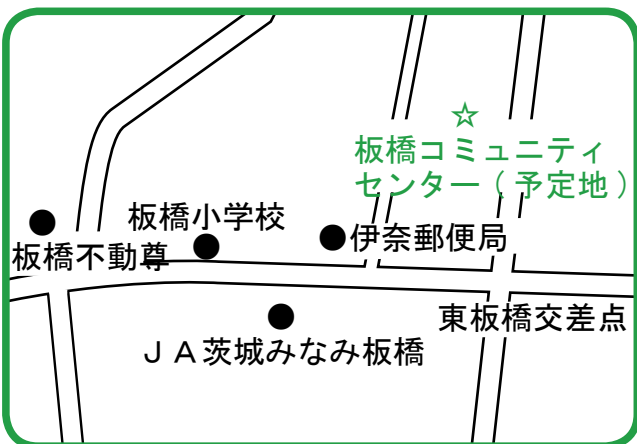 ☆
板橋コミュニティ
センター（予定地）
板橋小学校
伊奈郵便局
板橋不動尊
東板橋交差点
ＪＡ茨城みなみ板橋